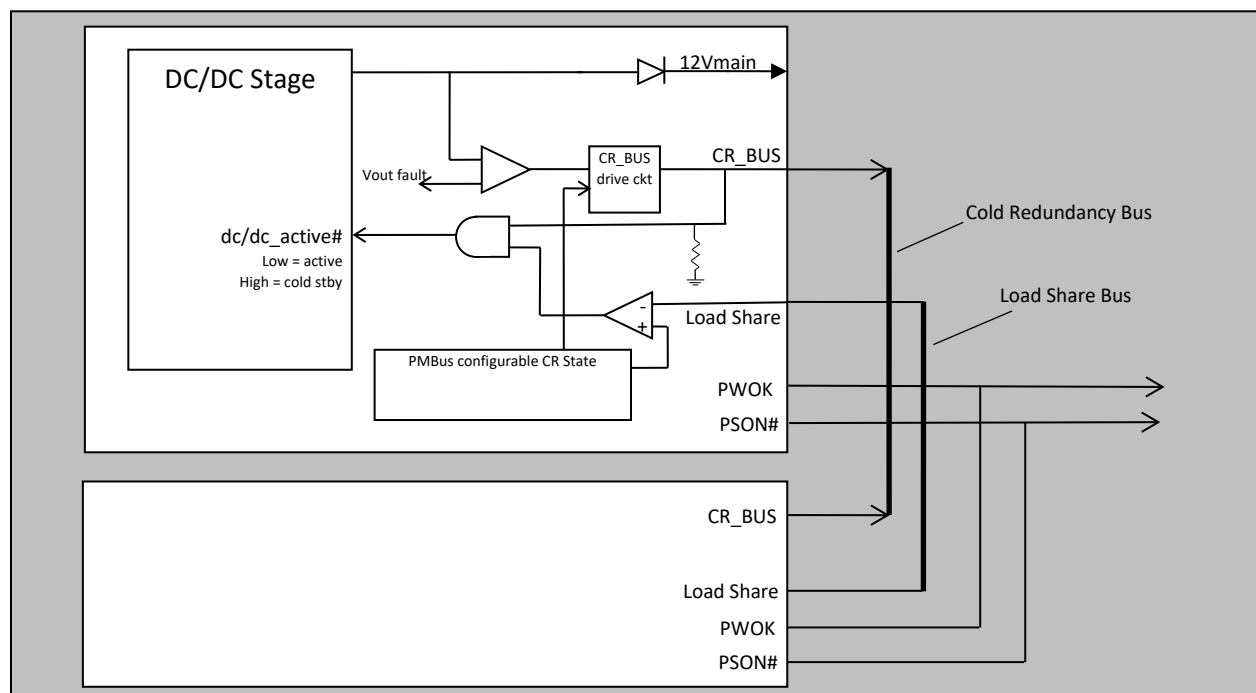 DC/DC Stage
12Vmain
CR_BUS
drive ckt
CR_BUS
Vout fault
Cold Redundancy Bus
dc/dc_active#
Low = active
High = cold stby
Load Share Bus
-
+
Load Share
PMBus configurable CR State
PWOK
PSON#
CR_BUS
Load Share
PWOK
PSON#